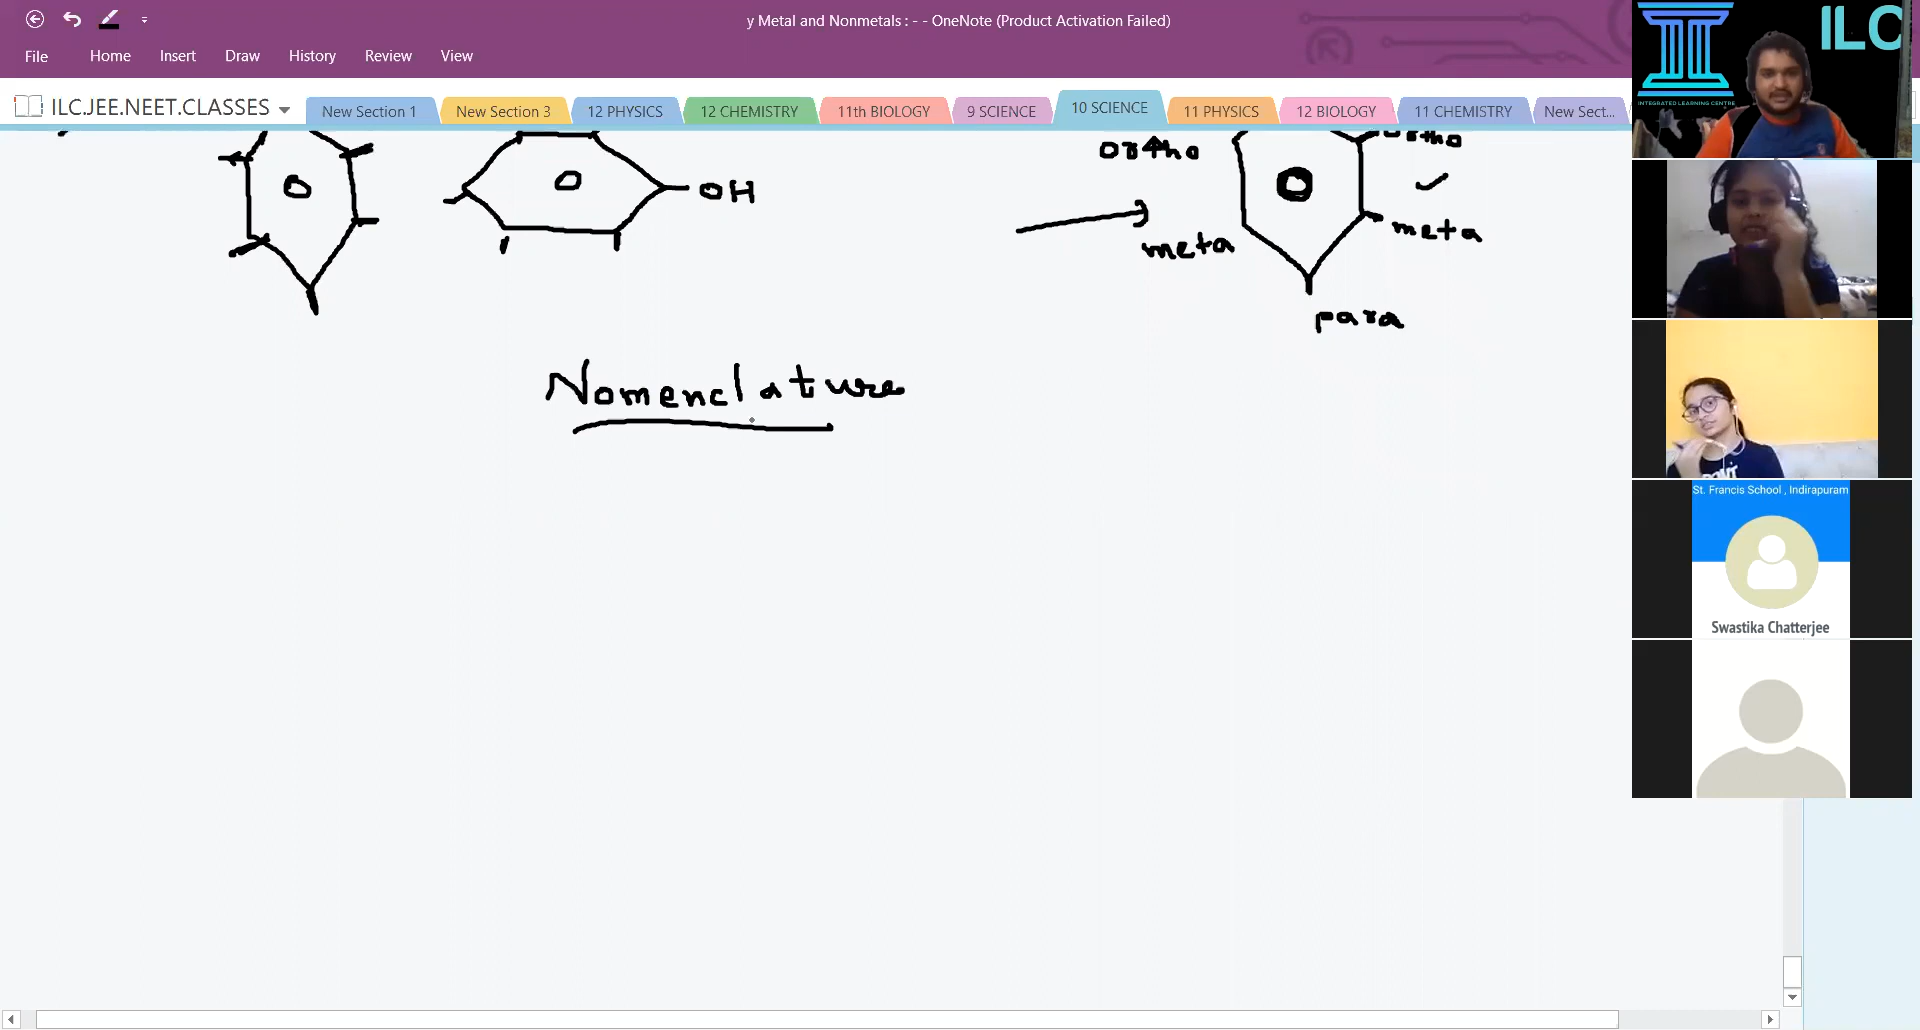 y Metal and Nonmetals : - - OneNote (Product Activation Failed)
File Home Insert Draw History Review View
ILC.JEE.NEET.CLASSES New Section 1 New Section 3 12 PHYSICS 12 CHEMISTRY 11th BIOLOGY 9 SCIENCE 10 SCIENCE 11 PHYSICS 12 BIOLOGY 11 CHEMISTRY New Sect...
ILC
INTEGRATED LEARNING CENTRE
ortho ortho
OH
meta meta
para
Nomenclature
St. Francis School , Indirapuram
Swastika Chatterjee